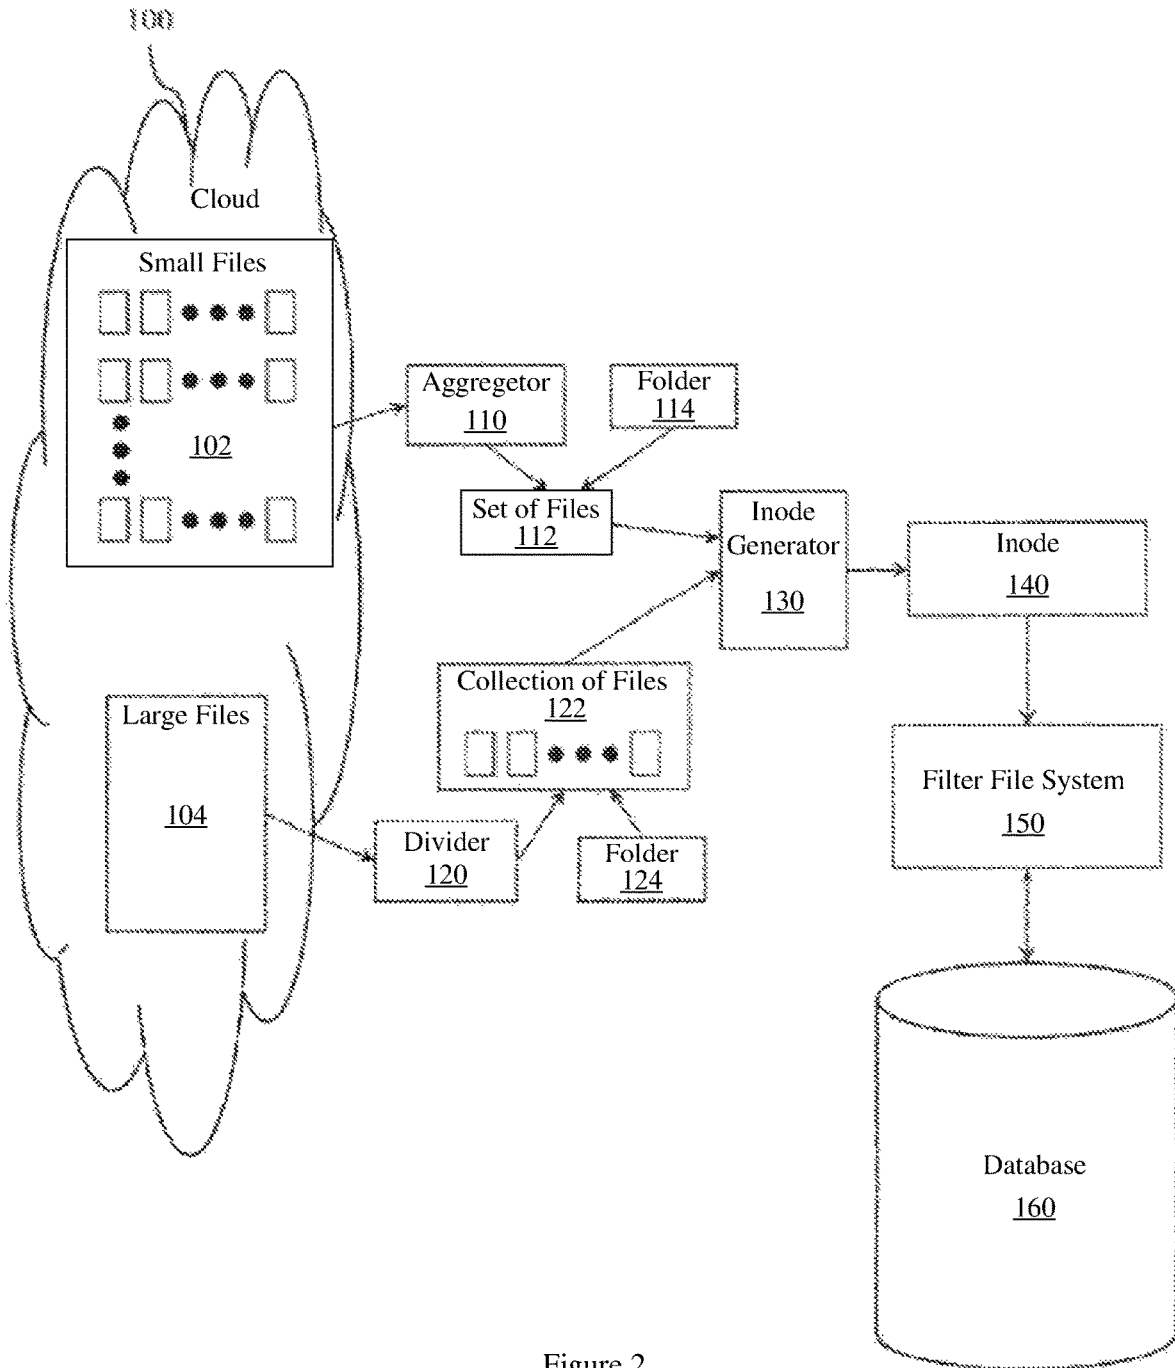 100
Cloud
Small Files
102
Aggregetor
110
Folder
114
Set of Files
112
Inode
Generator
130
Inode
140
Collection of Files
122
Large Files
104
Divider
120
Folder
124
Filter File System
150
Database
160
Figure 2